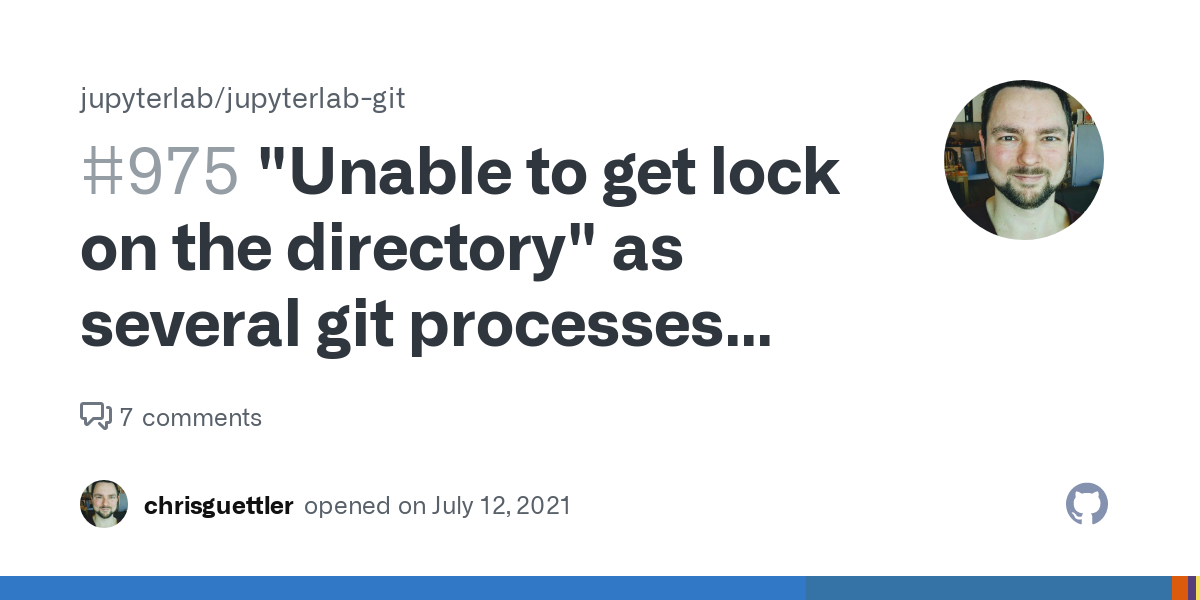 jupyterlab/jupyterlab-git
#975 "Unable to get lock
on the directory" as
several git processes...
7 comments
chrisguettler opened on July 12, 2021